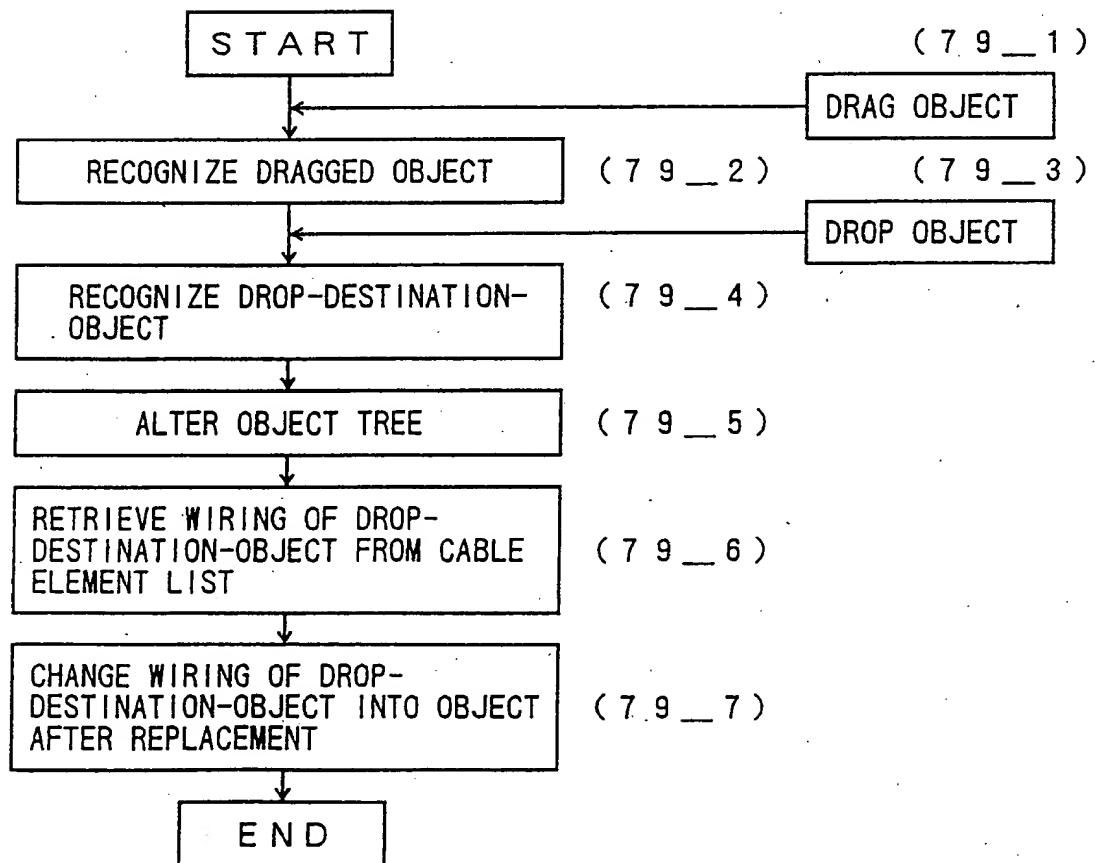 START
(79_1)
DRAG OBJECT
RECOGNIZE DRAGGED OBJECT
(79_2)
(79_3)
DROP OBJECT
RECOGNIZE DROP-DESTINATION-
OBJECT
(79_4)
ALTER OBJECT TREE
(79_5)
RETRIEVE WIRING OF DROP-
DESTINATION-OBJECT FROM CABLE
ELEMENT LIST
(79_6)
CHANGE WIRING OF DROP-
DESTINATION-OBJECT INTO OBJECT
AFTER REPLACEMENT
(79_7)
END